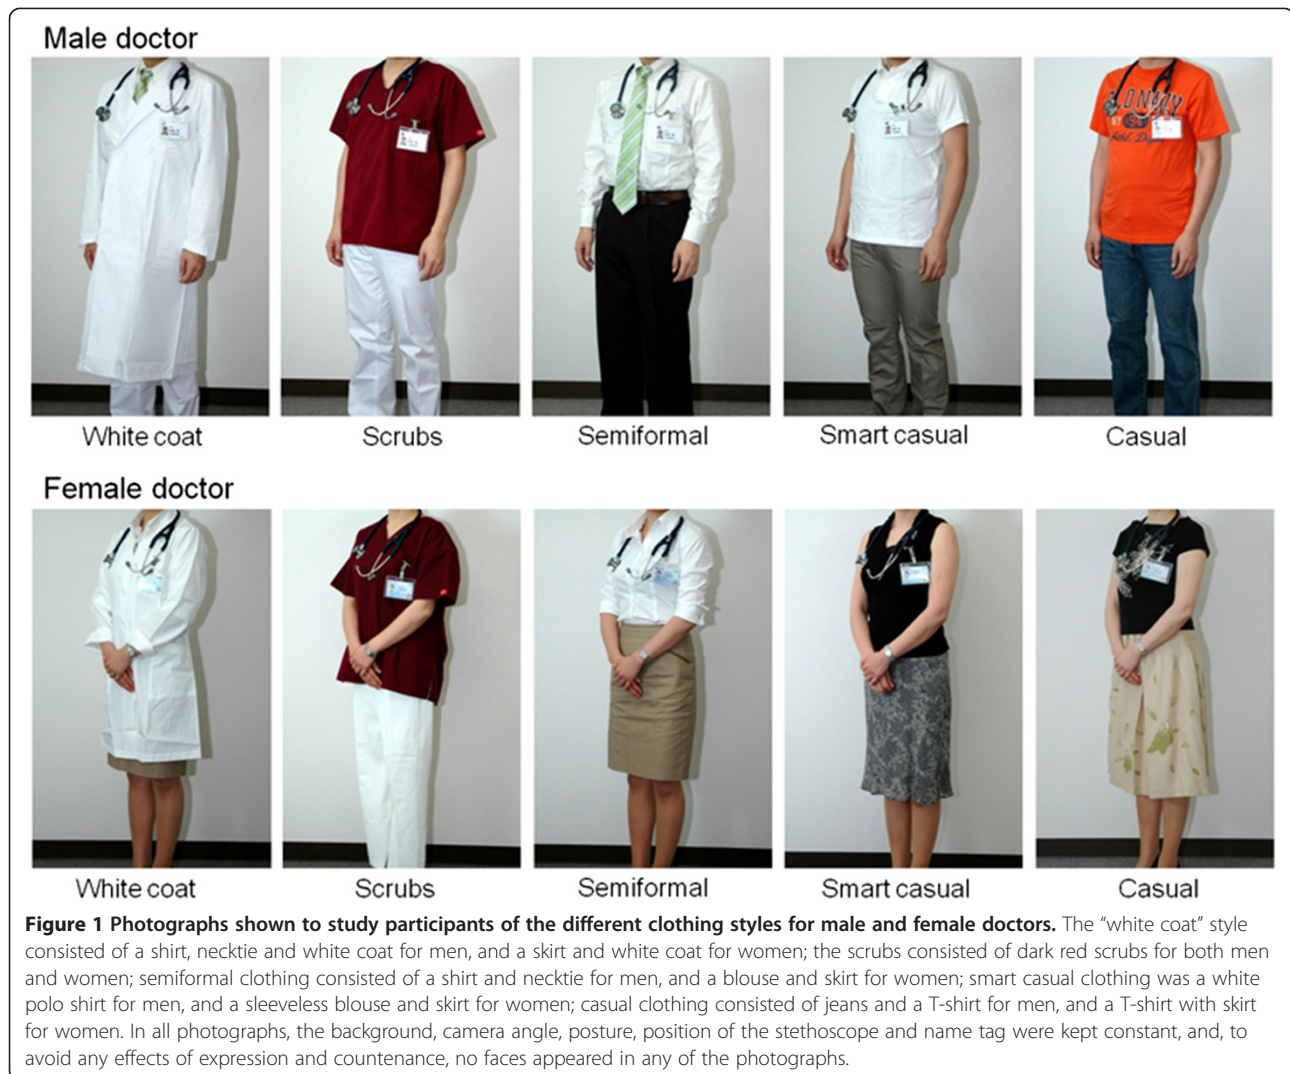 Male doctor
White coat Scrubs Semiformal Smart casual Casual
Female doctor
White coat Scrubs Semiformal Smart casual Casual
Figure 1 Photographs shown to study participants of the different clothing styles for male and female doctors. The “white coat” style
consisted of a shirt, necktie and white coat for men, and a skirt and white coat for women; the scrubs consisted of dark red scrubs for both men
and women; semiformal clothing consisted of a shirt and necktie for men, and a blouse and skirt for women; smart casual clothing was a white
polo shirt for men, and a sleeveless blouse and skirt for women; casual clothing consisted of jeans and a T-shirt for men, and a T-shirt with skirt
for women. In all photographs, the background, camera angle, posture, position of the stethoscope and name tag were kept constant, and, to
avoid any effects of expression and countenance, no faces appeared in any of the photographs.